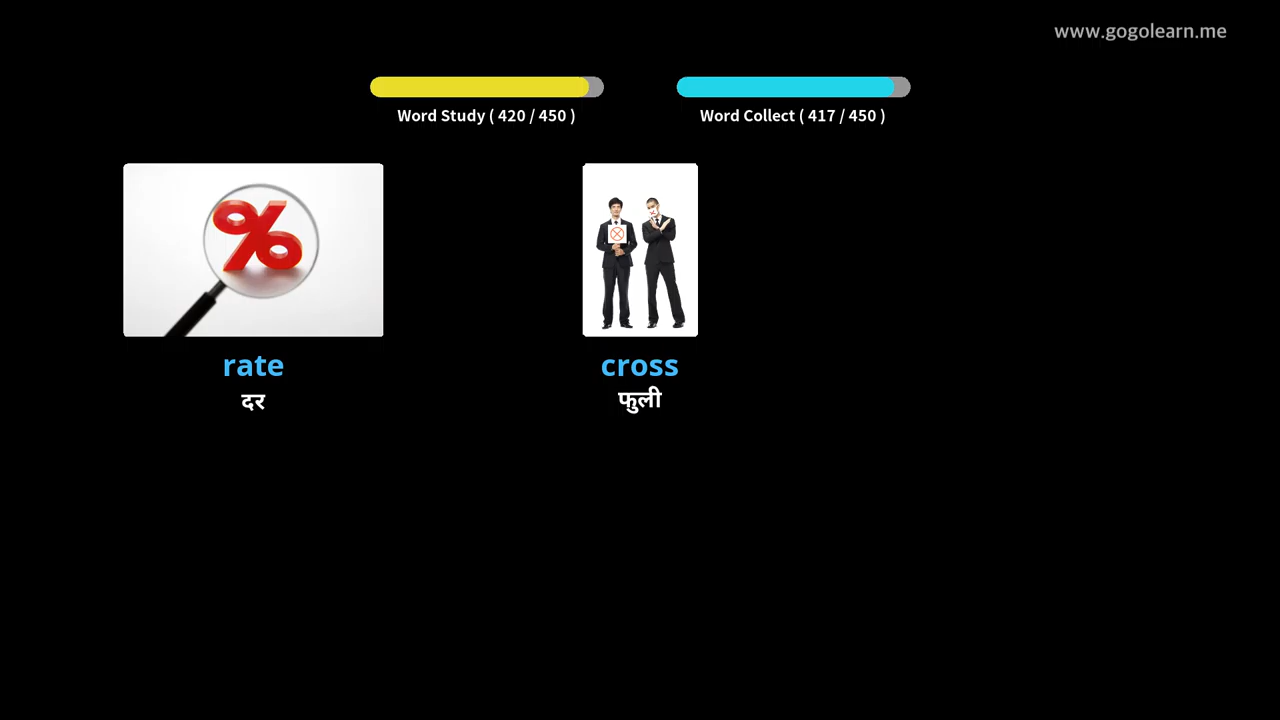 www.gogolearn.me
Word Study ( 420 / 450 )
Word Collect ( 417 / 450 )
%
rate
दर
cross
फुली